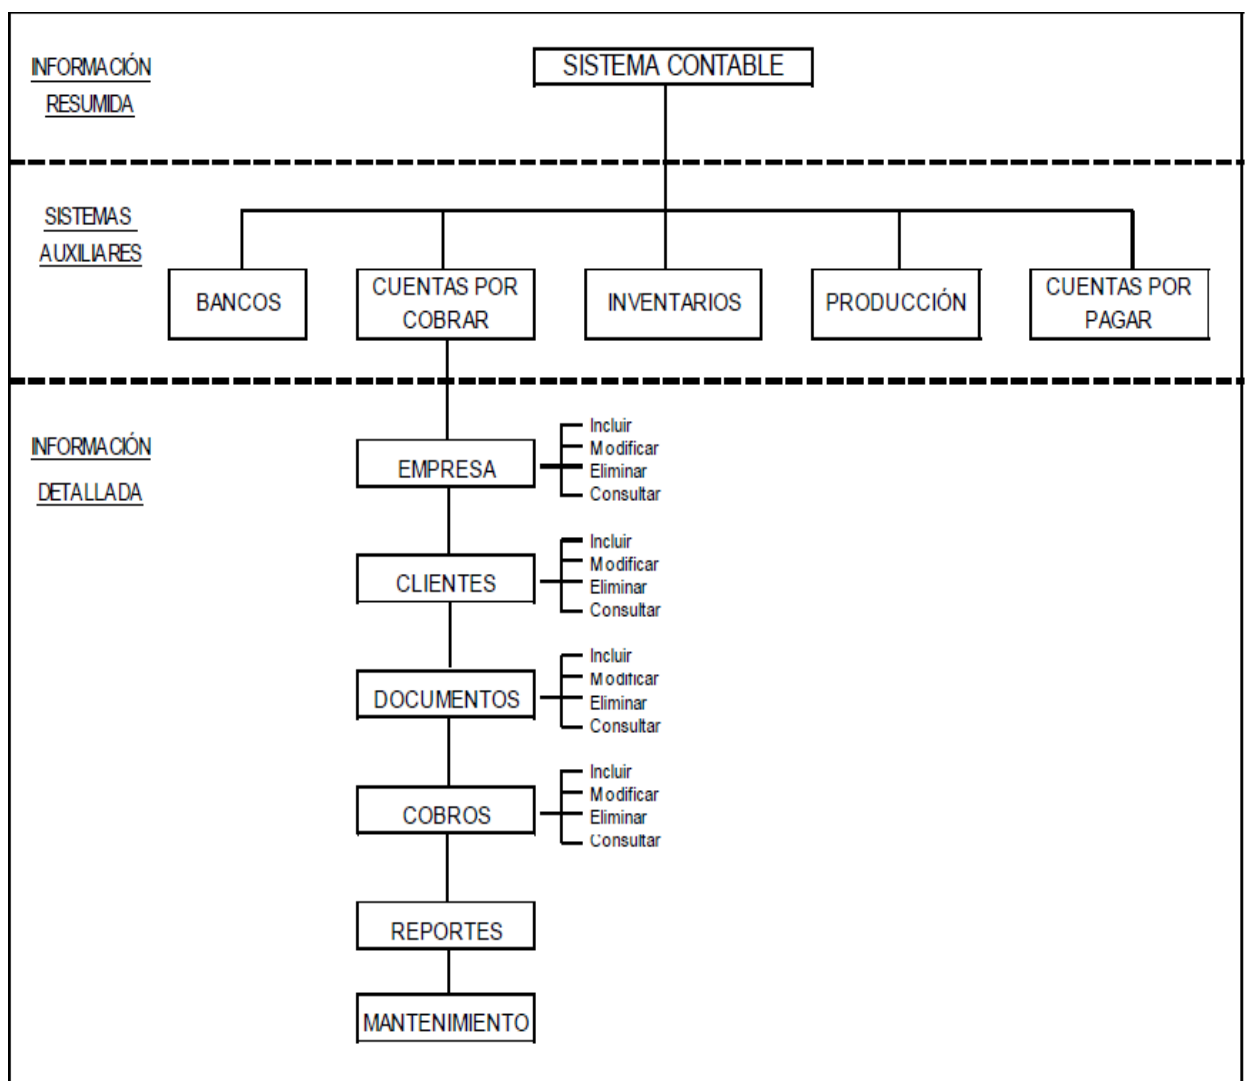 INFORMACIÓN
RESUMIDA
SISTEMA CONTABLE
SISTEMAS
AUXILIARES
BANCOS
CUENTAS POR
COBRAR
INVENTARIOS
PRODUCCIÓN
CUENTAS POR
PAGAR
INFORMACIÓN
DETALLADA
EMPRESA
Incluir
Modificar
Eliminar
Consultar
CLIENTES
Incluir
Modificar
Eliminar
Consultar
DOCUMENTOS
Incluir
Modificar
Eliminar
Consultar
COBROS
Incluir
Modificar
Eliminar
Consultar
REPORTES
MANTENIMIENTO